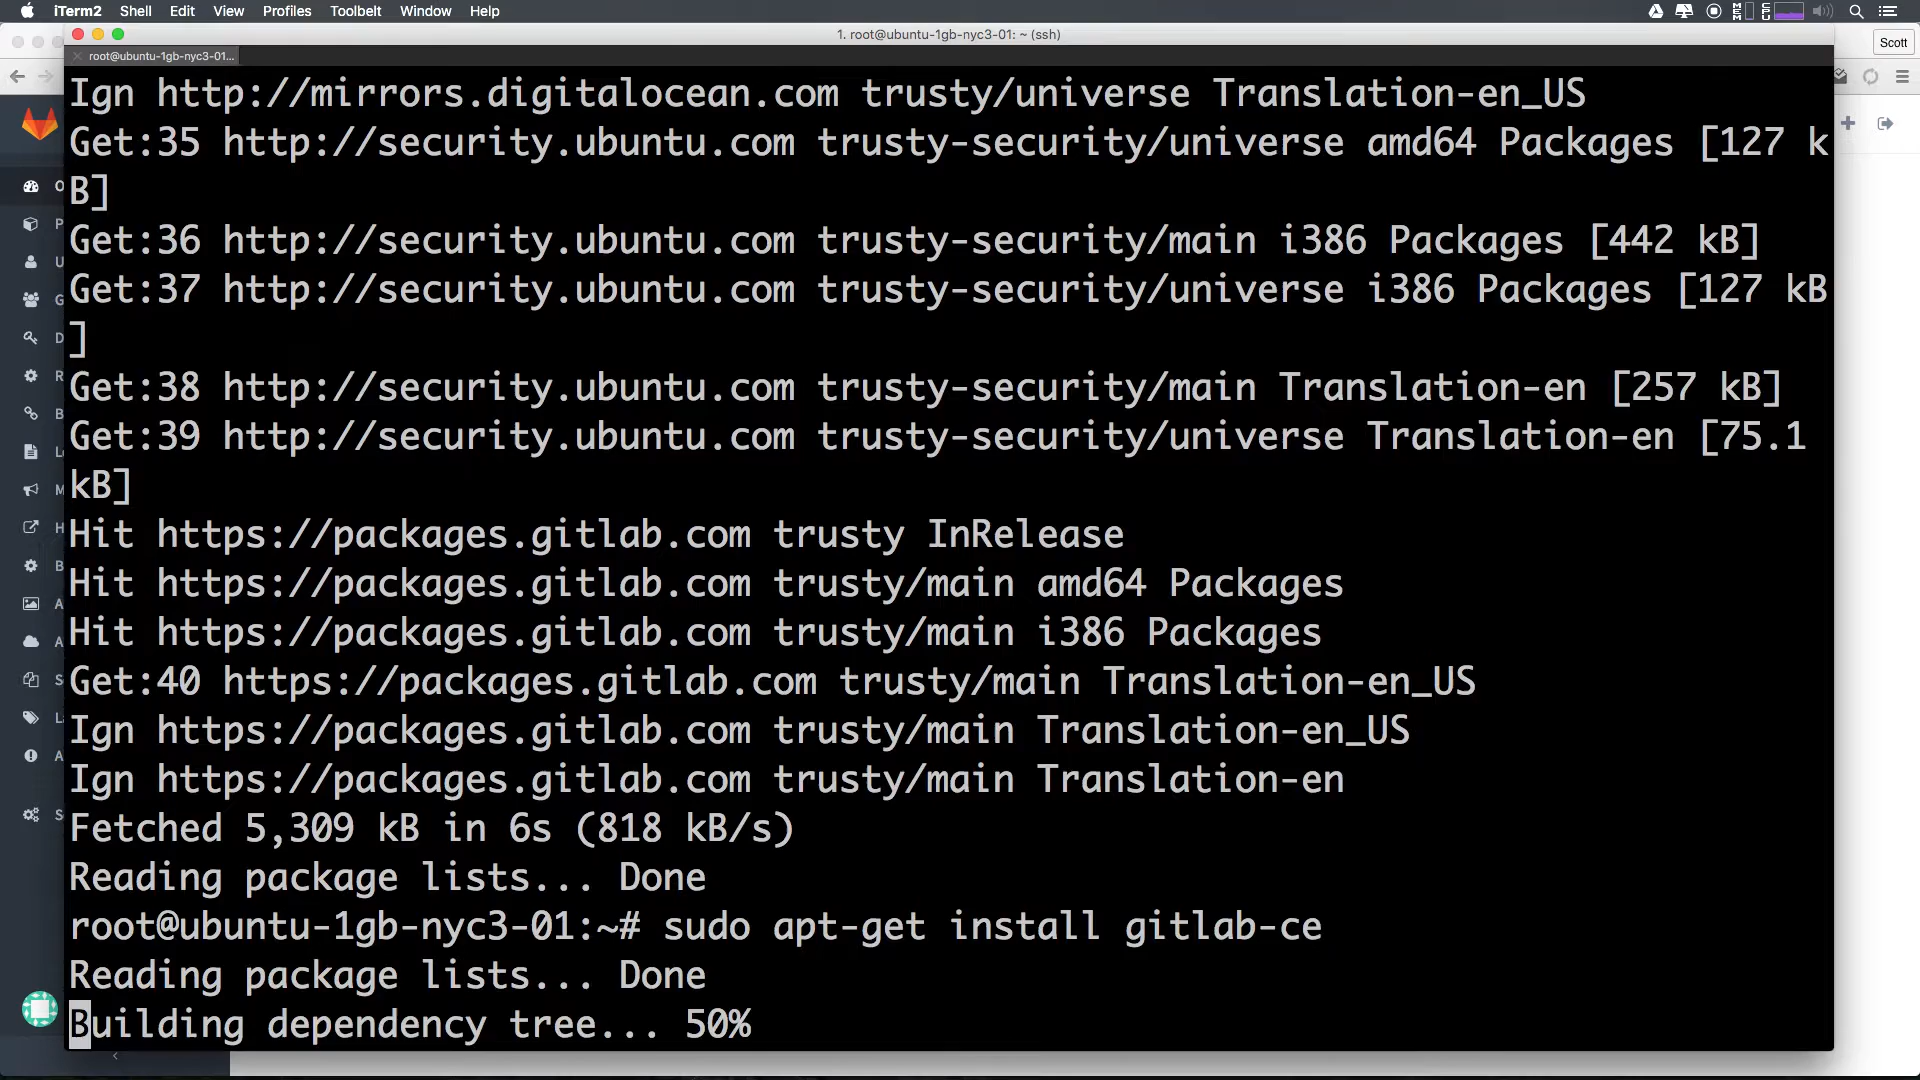 iTerm2 Shell Edit View Profiles Toolbelt Window Help
1. root@ubuntu-1gb-nyc3-01: ~ (ssh)
Scott
root@ubuntu-1gb-nyc3-01...
Ign http://mirrors.digitalocean.com trusty/universe Translation-en_US
Get:35 http://security.ubuntu.com trusty-security/universe amd64 Packages [127 k
B]
Get:36 http://security.ubuntu.com trusty-security/main i386 Packages [442 kB]
Get:37 http://security.ubuntu.com trusty-security/universe i386 Packages [127 kB
]
Get:38 http://security.ubuntu.com trusty-security/main Translation-en [257 kB]
Get:39 http://security.ubuntu.com trusty-security/universe Translation-en [75.1
kB]
Hit https://packages.gitlab.com trusty InRelease
Hit https://packages.gitlab.com trusty/main amd64 Packages
Hit https://packages.gitlab.com trusty/main i386 Packages
Get:40 https://packages.gitlab.com trusty/main Translation-en_US
Ign https://packages.gitlab.com trusty/main Translation-en_US
Ign https://packages.gitlab.com trusty/main Translation-en
Fetched 5,309 kB in 6s (818 kB/s)
Reading package lists... Done
root@ubuntu-1gb-nyc3-01:~# sudo apt-get install gitlab-ce
Reading package lists... Done
Building dependency tree... 50%